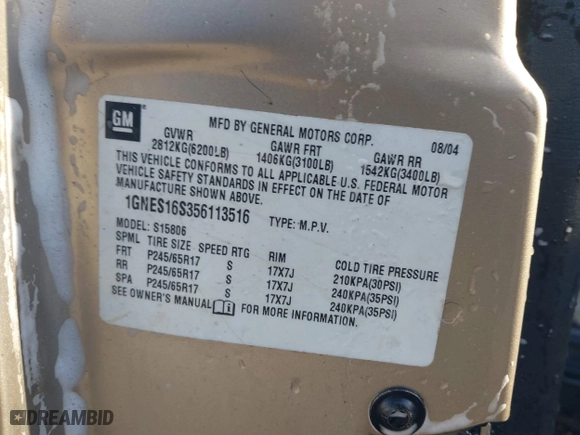 GM
MFD BY GENERAL MOTORS CORP. 08/04
GVWR GAWR FRT GAWR RR
2812KG(6200LB) 1406KG(3100LB) 1542KG(3400LB)
THIS VEHICLE CONFORMS TO ALL APPLICABLE U.S. FEDERAL MOTOR
VEHICLE SAFETY STANDARDS IN EFFECT ON THE DATE OF
MANUFACTURE SHOWN ABOVE.
1GNES16S356113516 TYPE: M.P.V.
MODEL: S15806
SPML TIRE SIZE SPEED RTG RIM COLD TIRE PRESSURE
FRT P245/65R17 S 17X7J 210KPA(30PSI)
RR P245/65R17 S 17X7J 240KPA(35PSI)
SPA P245/65R17 S 17X7J 240KPA(35PSI)
SEE OWNER'S MANUAL FOR MORE INFORMATION.
DREAMBID